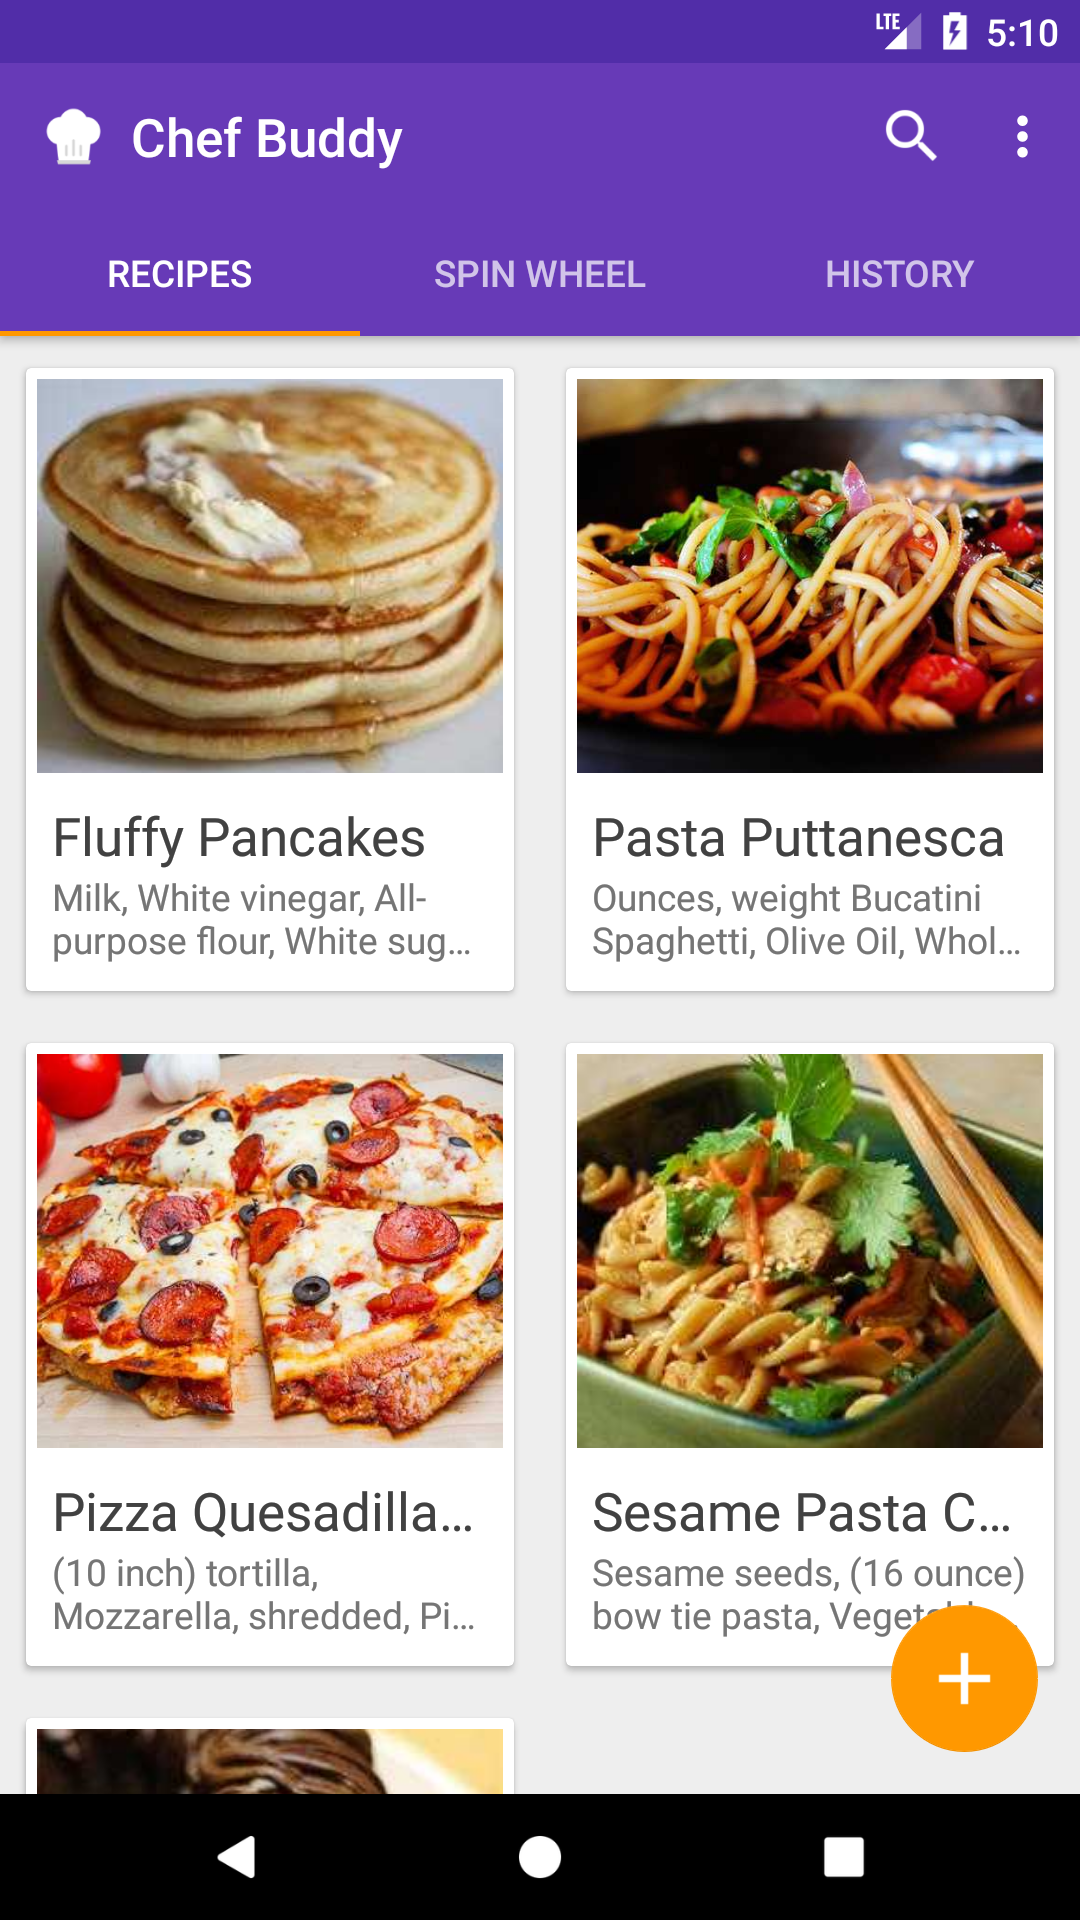 LTE 5:10
Chef Buddy
RECIPES SPIN WHEEL HISTORY
Fluffy Pancakes
Milk, White vinegar, All-
purpose flour, White sug...
Pasta Puttanesca
Ounces, weight Bucatini
Spaghetti, Olive Oil, Whol...
Pizza Quesadilla...
(10 inch) tortilla,
Mozzarella, shredded, Pi...
Sesame Pasta C...
Sesame seeds, (16 ounce)
bow tie pasta,